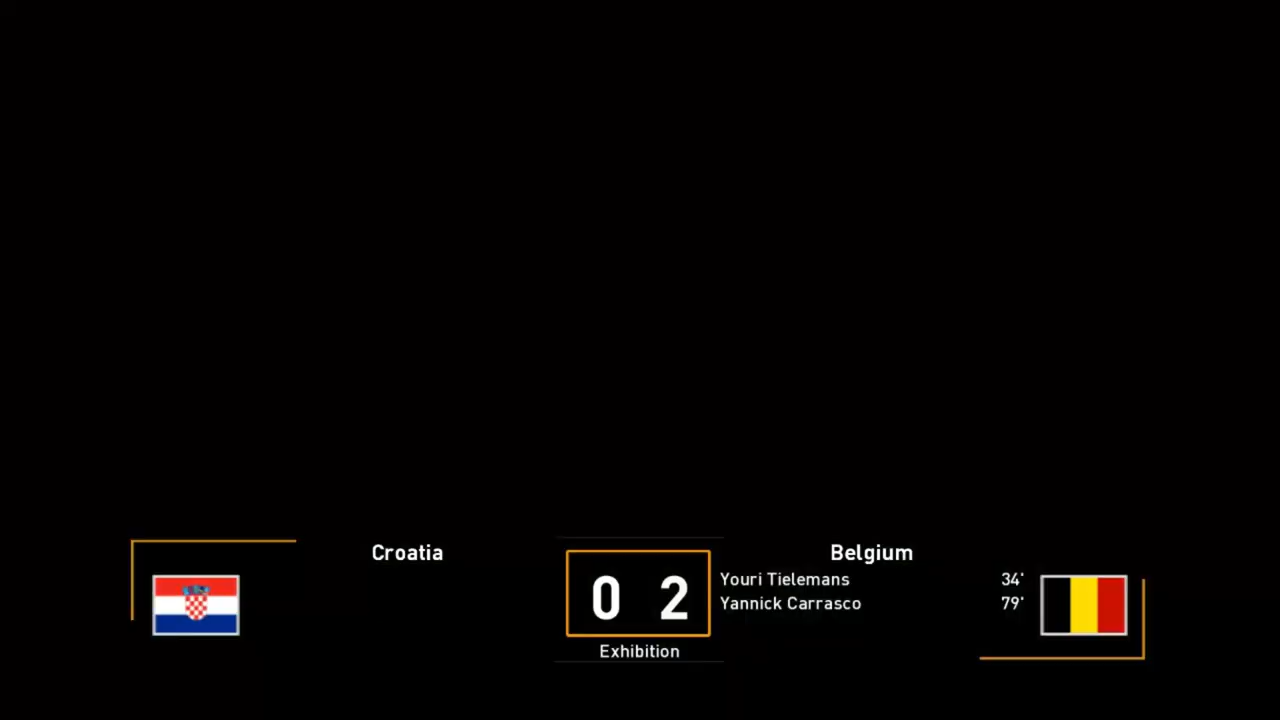 Croatia
Belgium
0 2
Youri Tielemans 34'
Yannick Carrasco 79'
Exhibition